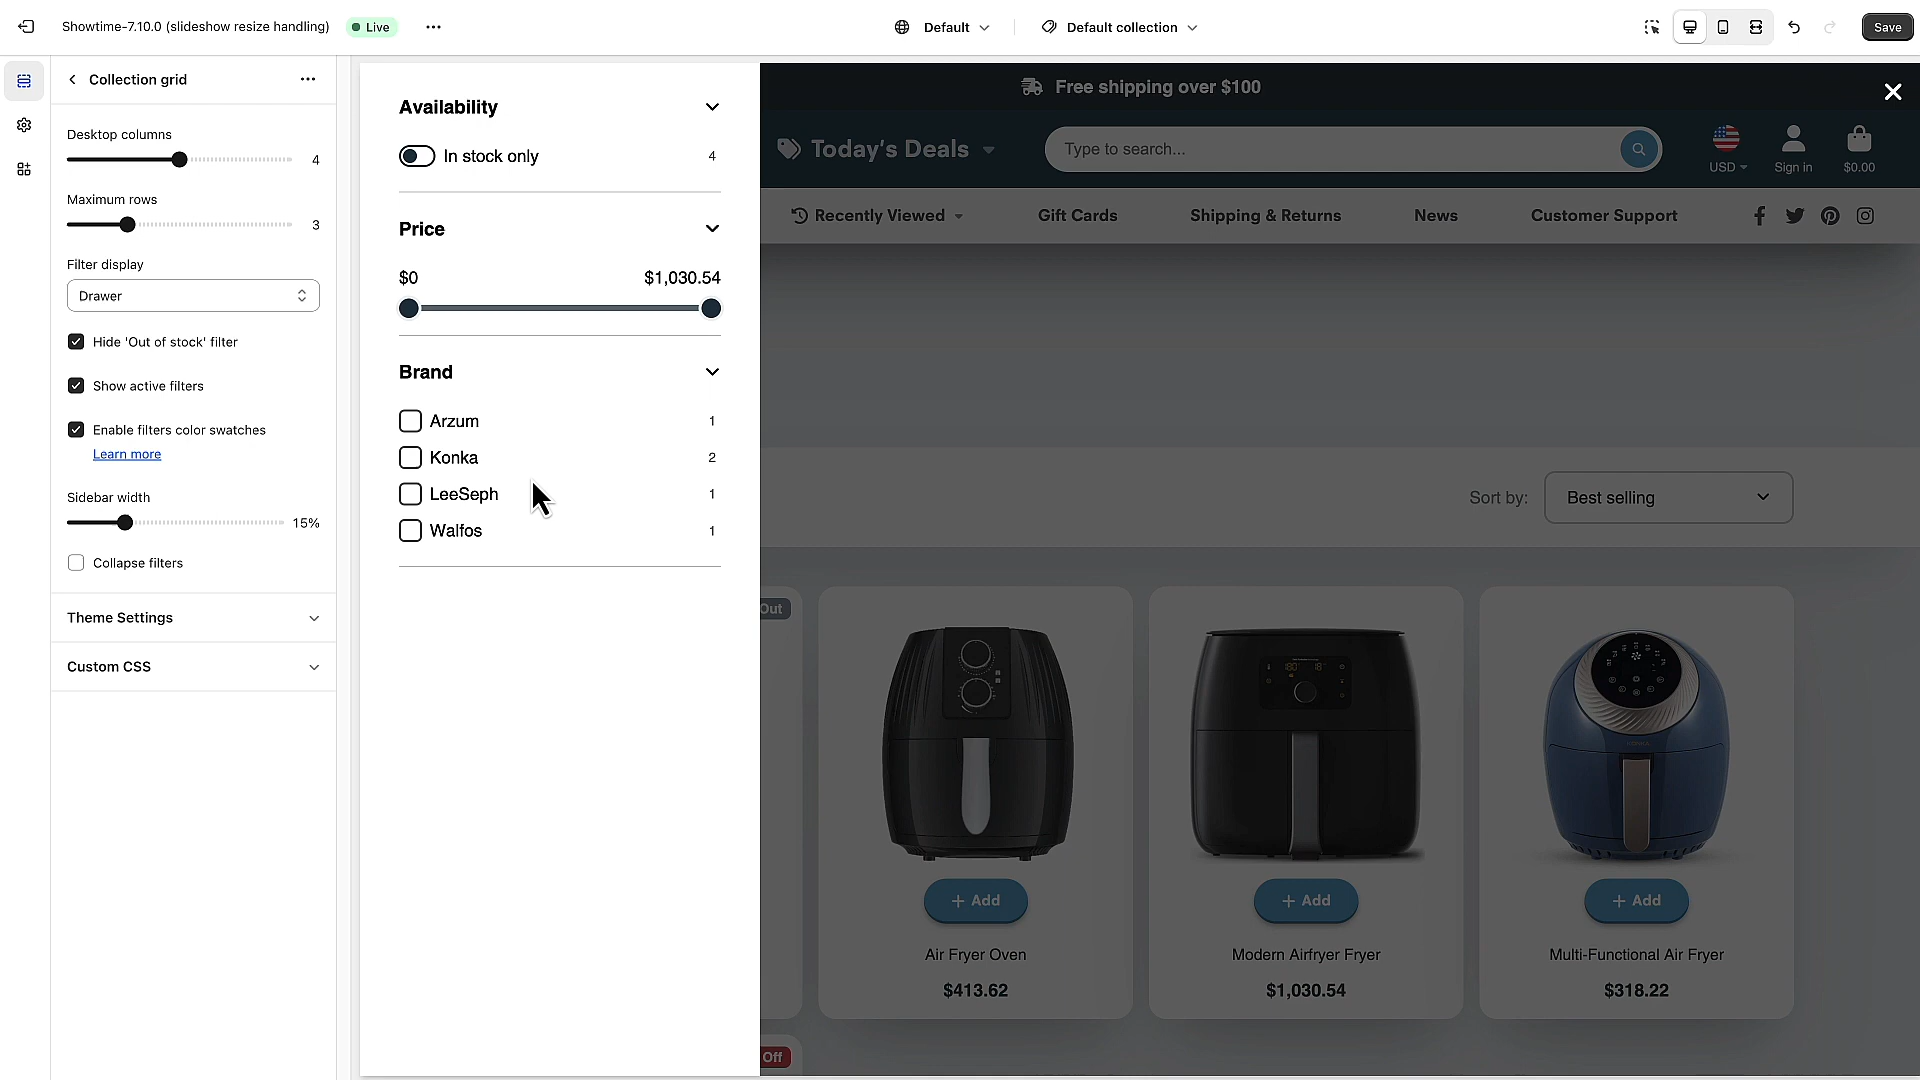 Showtime-7.10.0 (slideshow resize handling)
Live
Default
Default collection
Save
Collection grid
Desktop columns
4
Maximum rows
3
Filter display
Drawer
Hide 'Out of stock' filter
Show active filters
Enable filters color swatches
Learn more
Sidebar width
15%
Collapse filters
Theme Settings
Custom CSS
Availability
In stock only 4
Price
$0 $1,030.54
Brand
Arzum 1
Konka 2
LeeSeph 1
Walfos 1
Free shipping over $100
Today's Deals
Type to search...
USD
Sign in
$0.00
Recently Viewed
Gift Cards
Shipping & Returns
News
Customer Support
Sort by:
Best selling
Out
+ Add
Air Fryer Oven
$413.62
+ Add
Modern Airfryer Fryer
$1,030.54
+ Add
Multi-Functional Air Fryer
$318.22
Off